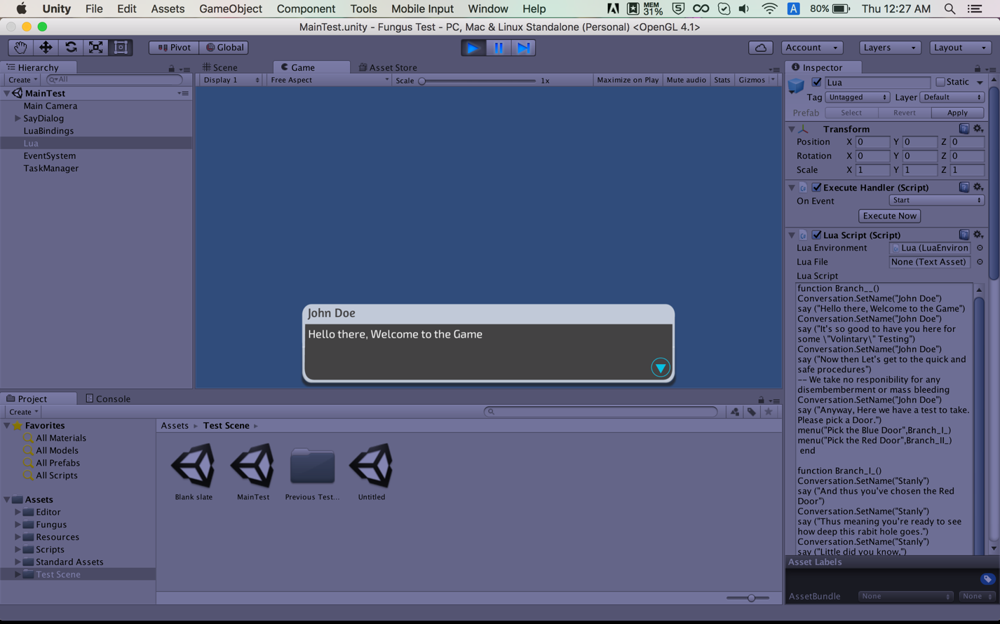 Unity File Edit Assets GameObject Component Tools Mobile Input Window Help MEM 31% 5 A 80% Thu 12:27 AM
MainTest.unity - Fungus Test - PC, Mac & Linux Standalone (Personal) <OpenGL 4.1>
Pivot Global Account Layers Layout
Hierarchy
Create All
MainTest
Main Camera
SayDialog
LuaBindings
Lua
EventSystem
TaskManager
Scene Game Asset Store
Display 1 Free Aspect Scale 1x Maximize on Play Mute audio Stats Gizmos
John Doe
Hello there, Welcome to the Game
Inspector
Lua Static
Tag Untagged Layer Default
Prefab Select Revert Apply
Transform
Position X 0 Y 0 Z 0
Rotation X 0 Y 0 Z 0
Scale X 1 Y 1 Z 1
Execute Handler (Script)
On Event Start
Execute Now
Lua Script (Script)
Lua Environment Lua (LuaEnviron
Lua File None (Text Asset)
Lua Script
function Branch__()
Conversation.SetName("John Doe")
say ("Hello there, Welcome to the Game")
Conversation.SetName("John Doe")
say ("It's so good to have you here for
some \"Volintary\" Testing")
Conversation.SetName("John Doe")
say ("Now then Let's get to the quick and
safe procedures")
-- We take no responibility for any
disembemberment or mass bleeding
Conversation.SetName("John Doe")
say ("Anyway, Here we have a test to take.
Please pick a Door.")
menu("Pick the Blue Door",Branch_I_)
menu("Pick the Red Door",Branch_II_)
end
function Branch_I_()
Conversation.SetName("Stanly")
say ("And thus you've chosen the Red
Door")
Conversation.SetName("Stanly")
say ("Thus meaning you're ready to see
how deep this rabit hole goes.")
Conversation.SetName("Stanly")
say ("Little did you know,")
Asset Labels
AssetBundle None None
Project Console
Create
Favorites
All Materials
All Models
All Prefabs
All Scripts
Assets
Editor
Fungus
Resources
Scripts
Standard Assets
Test Scene
Assets Test Scene
Blank slate MainTest Previous Test... Untitled